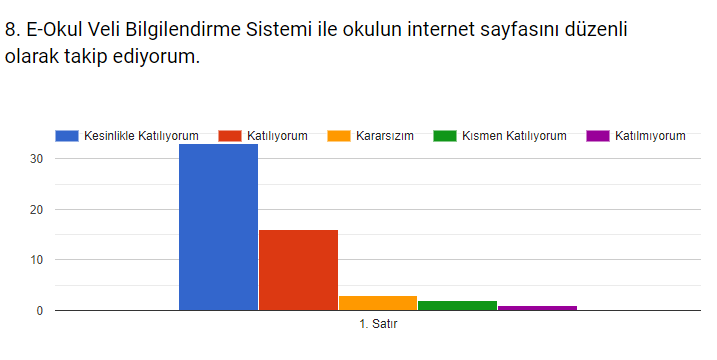 8. E-Okul Veli Bilgilendirme Sistemi ile okulun internet sayfasını düzenli
olarak takip ediyorum.
Kesinlikle Katılıyorum Katılıyorum Kararsızım Kısmen Katılıyorum Katılmıyorum
30
20
10
0
1. Satır